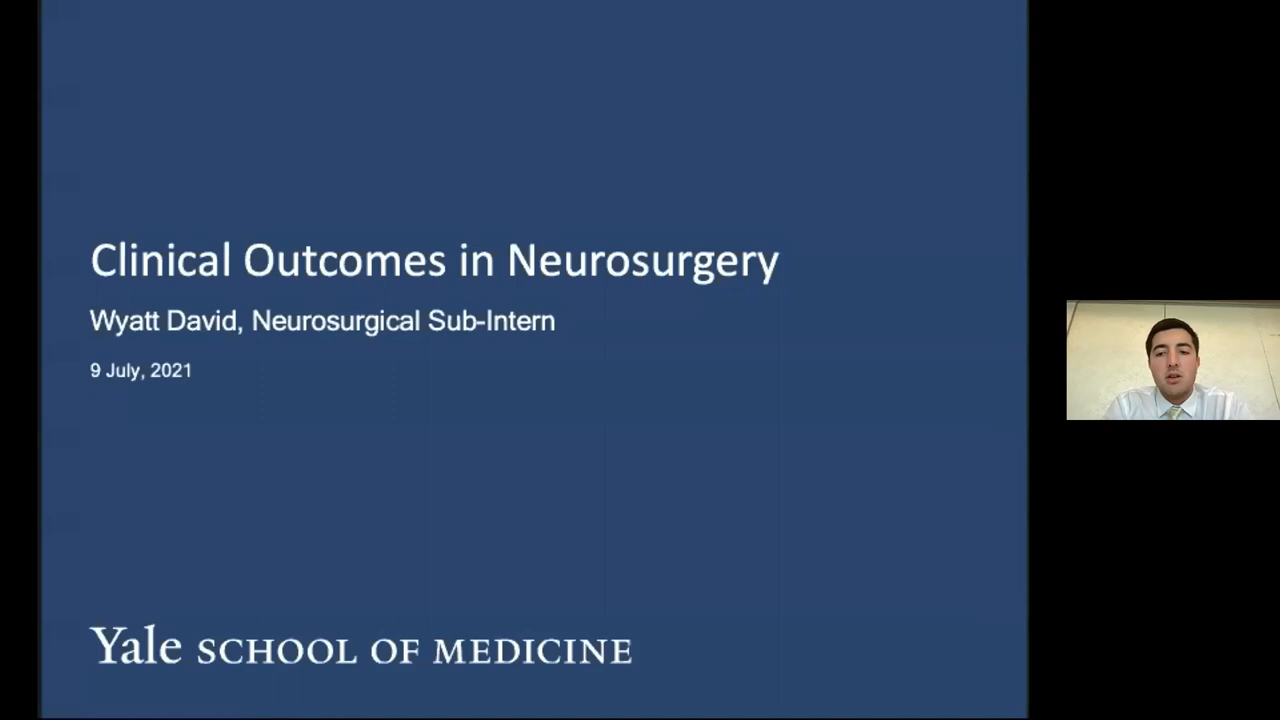 Clinical Outcomes in Neurosurgery
Wyatt David, Neurosurgical Sub-Intern
9 July, 2021
Yale SCHOOL OF MEDICINE